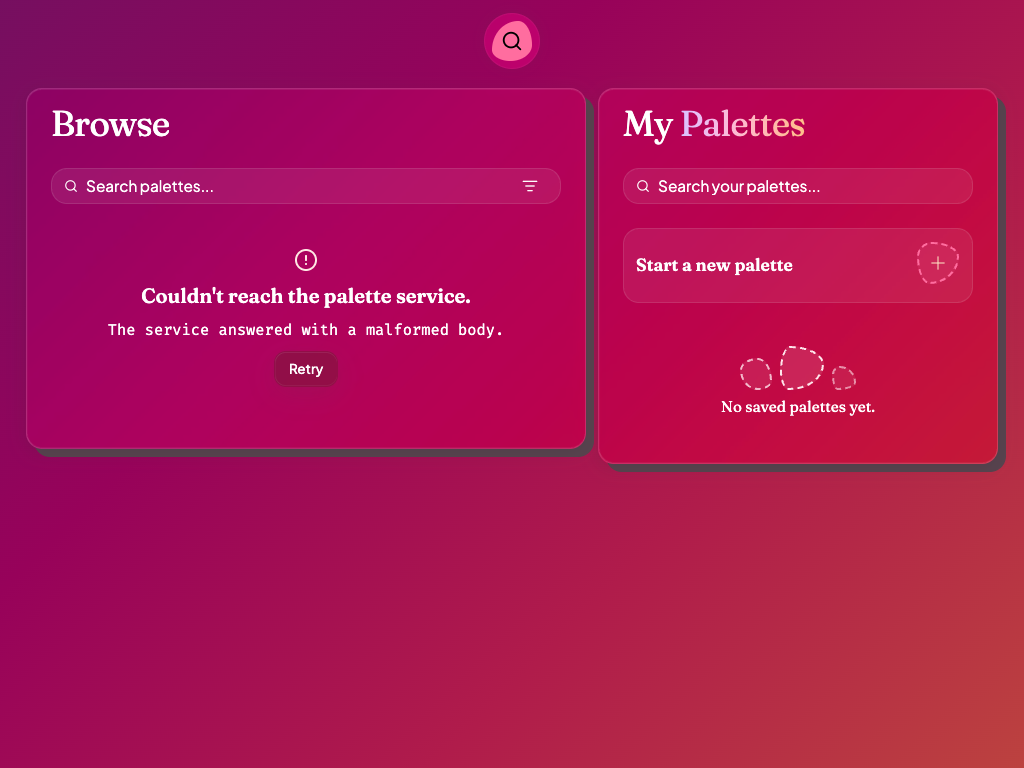 Browse
Search palettes...
Couldn't reach the palette service.
The service answered with a malformed body.
Retry
My Palettes
Search your palettes...
Start a new palette
No saved palettes yet.